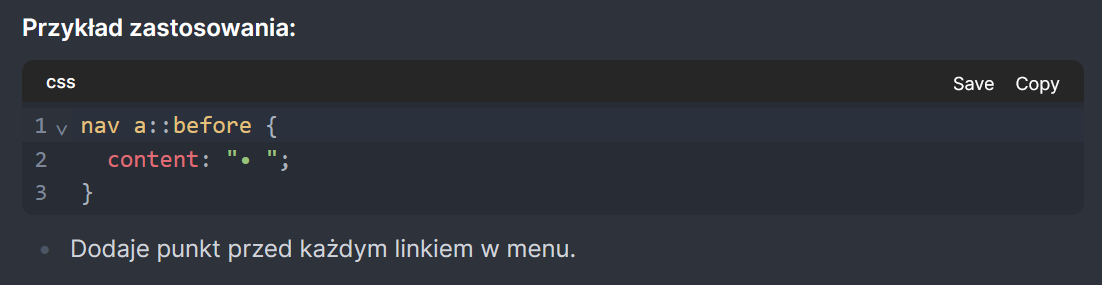 Przykład zastosowania:
css Save Copy
1 nav a::before {
2 content: "• ";
3 }
• Dodaje punkt przed każdym linkiem w menu.